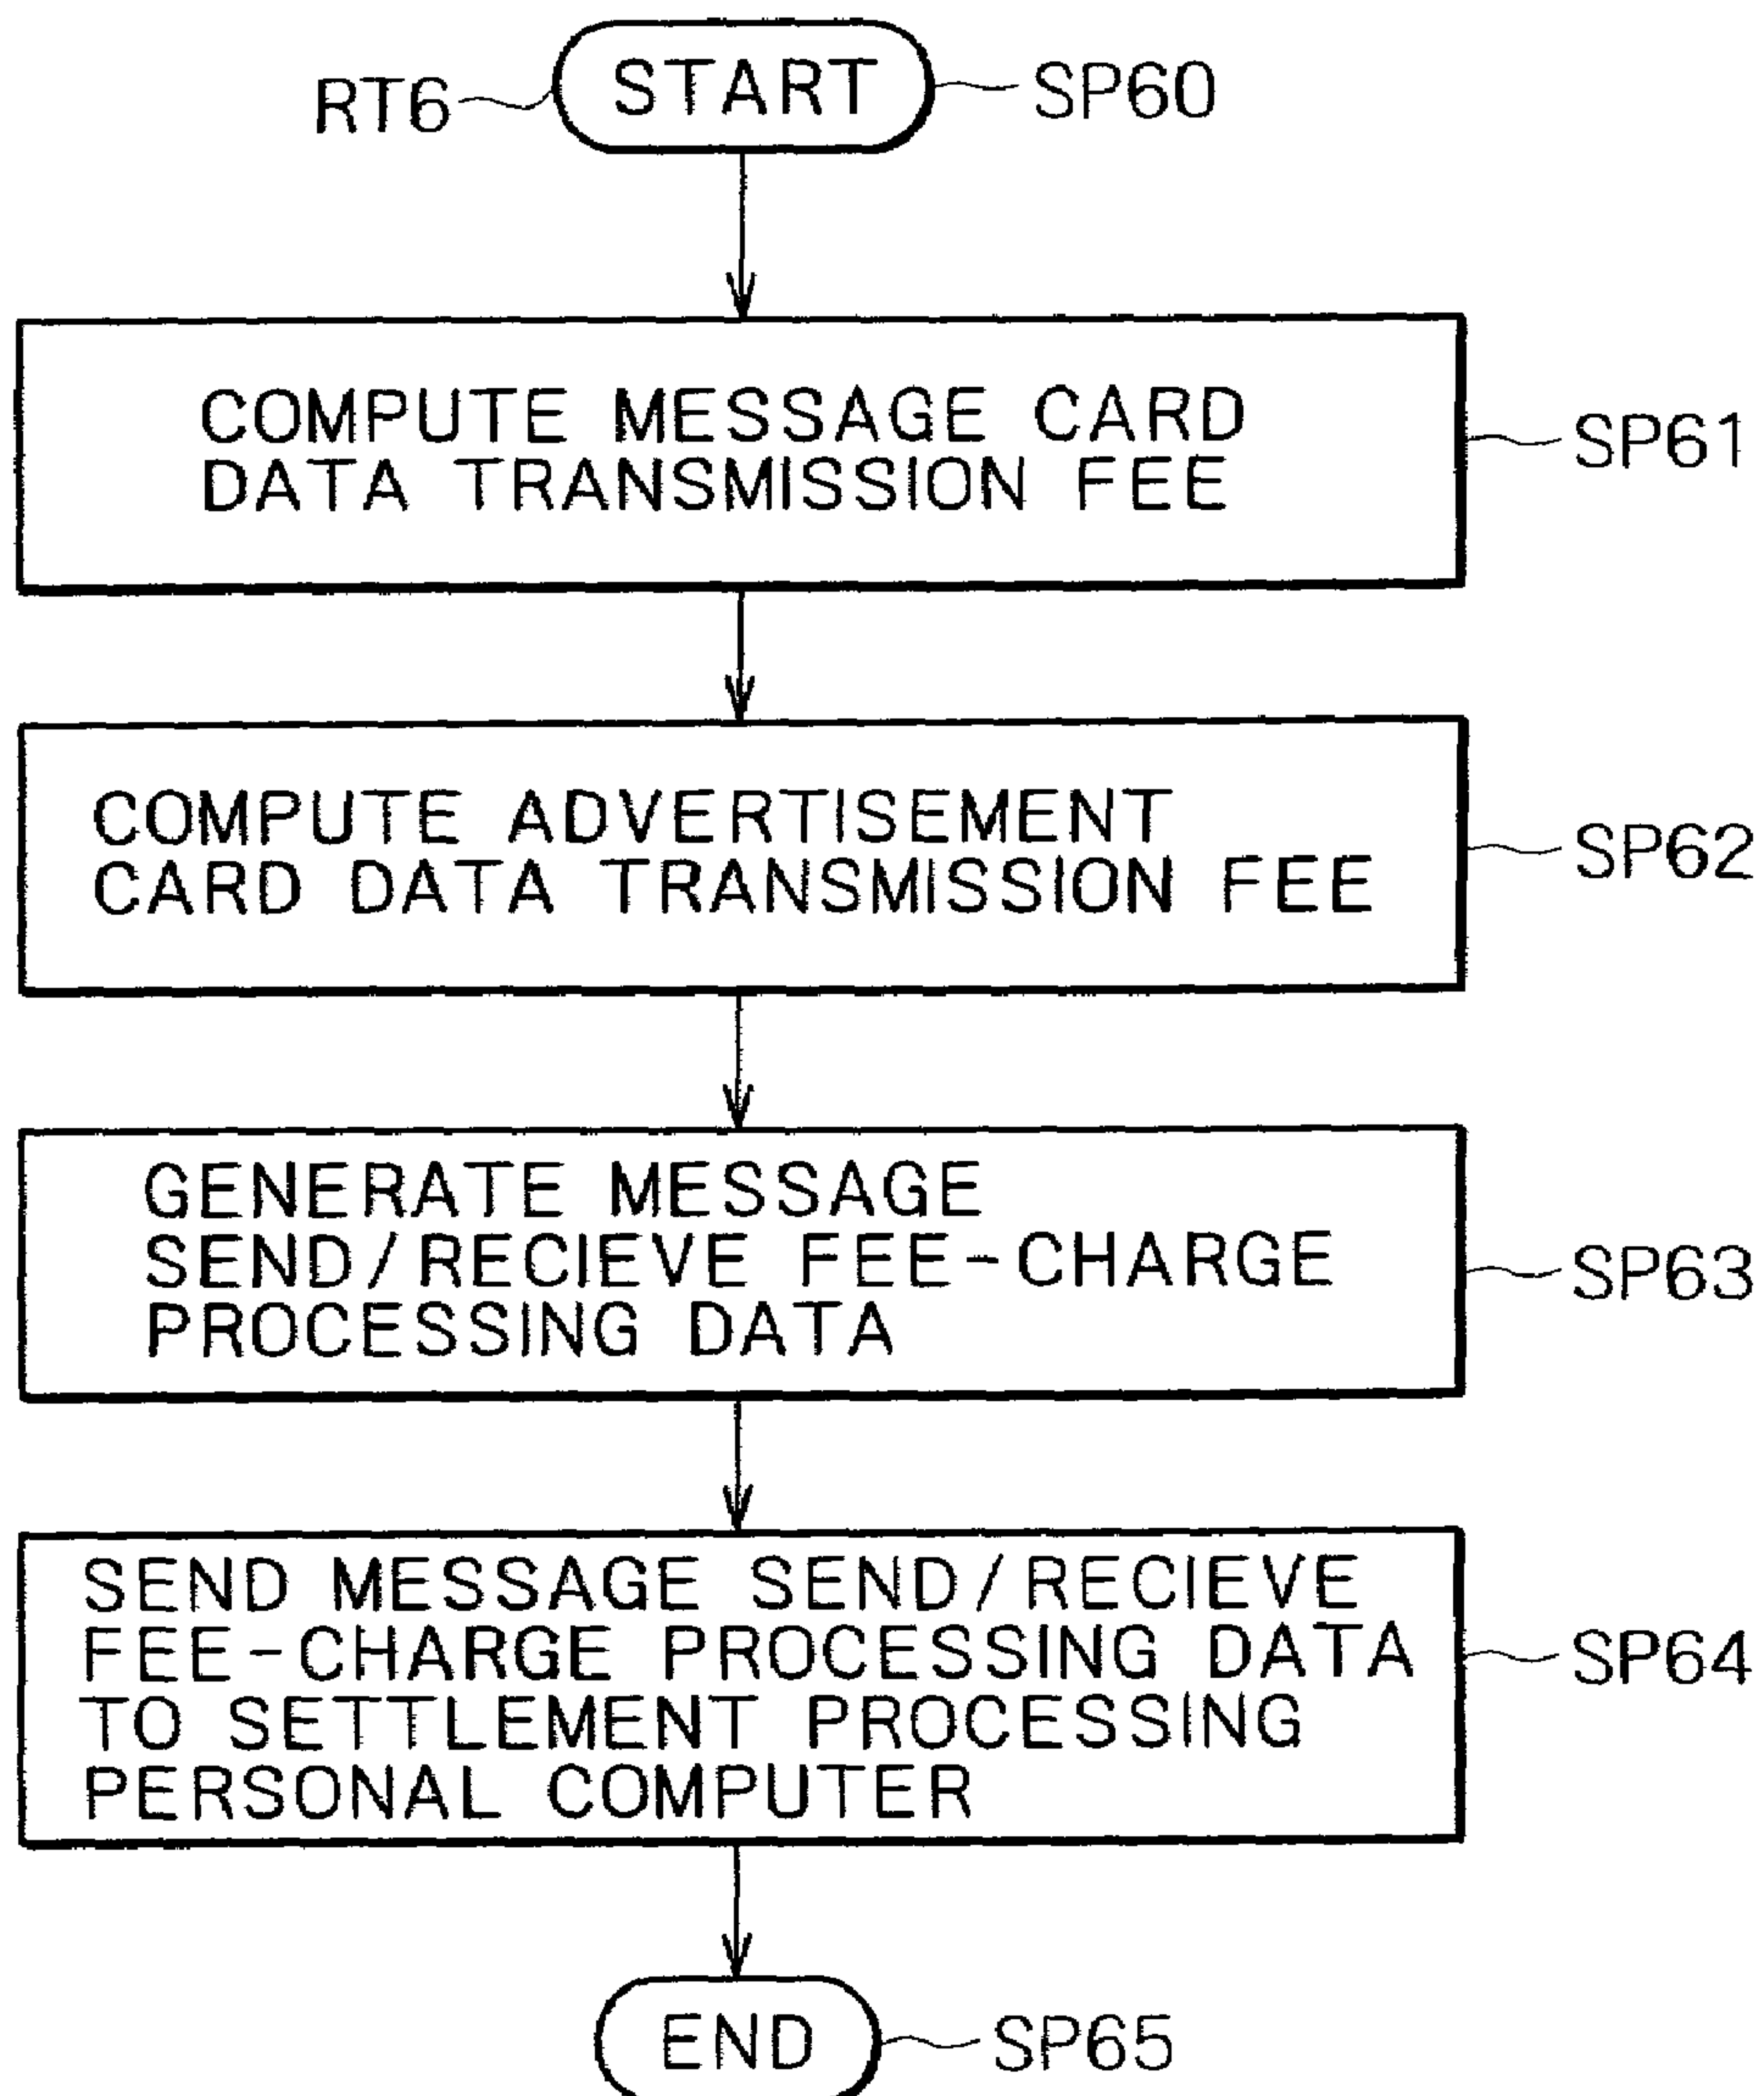 RT6 START SP60
COMPUTE MESSAGE CARD
DATA TRANSMISSION FEE
SP61
COMPUTE ADVERTISEMENT
CARD DATA TRANSMISSION FEE
SP62
GENERATE MESSAGE
SEND/RECIEVE FEE-CHARGE
PROCESSING DATA
SP63
SEND MESSAGE SEND/RECIEVE
FEE-CHARGE PROCESSING DATA
TO SETTLEMENT PROCESSING
PERSONAL COMPUTER
SP64
END SP65